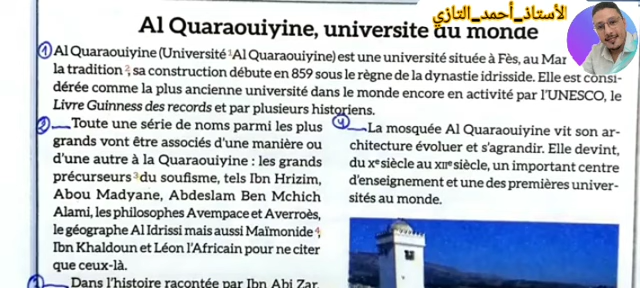 الأستاذ_أحمد_التازي
Al Quaraouiyine, universite du monde
1 Al Quaraouiyine (Université 1 Al Quaraouiyine) est une université située à Fès, au Mar
la tradition 2, sa construction débute en 859 sous le règne de la dynastie idrisside. Elle est consi-
dérée comme la plus ancienne université dans le monde encore en activité par l'UNESCO, le
Livre Guinness des records et par plusieurs historiens.
2 Toute une série de noms parmi les plus
grands vont être associés d'une manière ou
d'une autre à la Quaraouiyine : les grands
précurseurs 3 du soufisme, tels Ibn Hrizim,
Abou Madyane, Abdeslam Ben Mchich
Alami, les philosophes Avempace et Averroès,
le géographe Al Idrissi mais aussi Maïmonide 4,
Ibn Khaldoun et Léon l'Africain pour ne citer
que ceux-là.
3 Dans l'histoire racontée par Ibn Abi Zar,
4 La mosquée Al Quaraouiyine vit son ar-
chitecture évoluer et s'agrandir. Elle devint,
du Xe siècle au XIIe siècle, un important centre
d'enseignement et une des premières univer-
sités au monde.